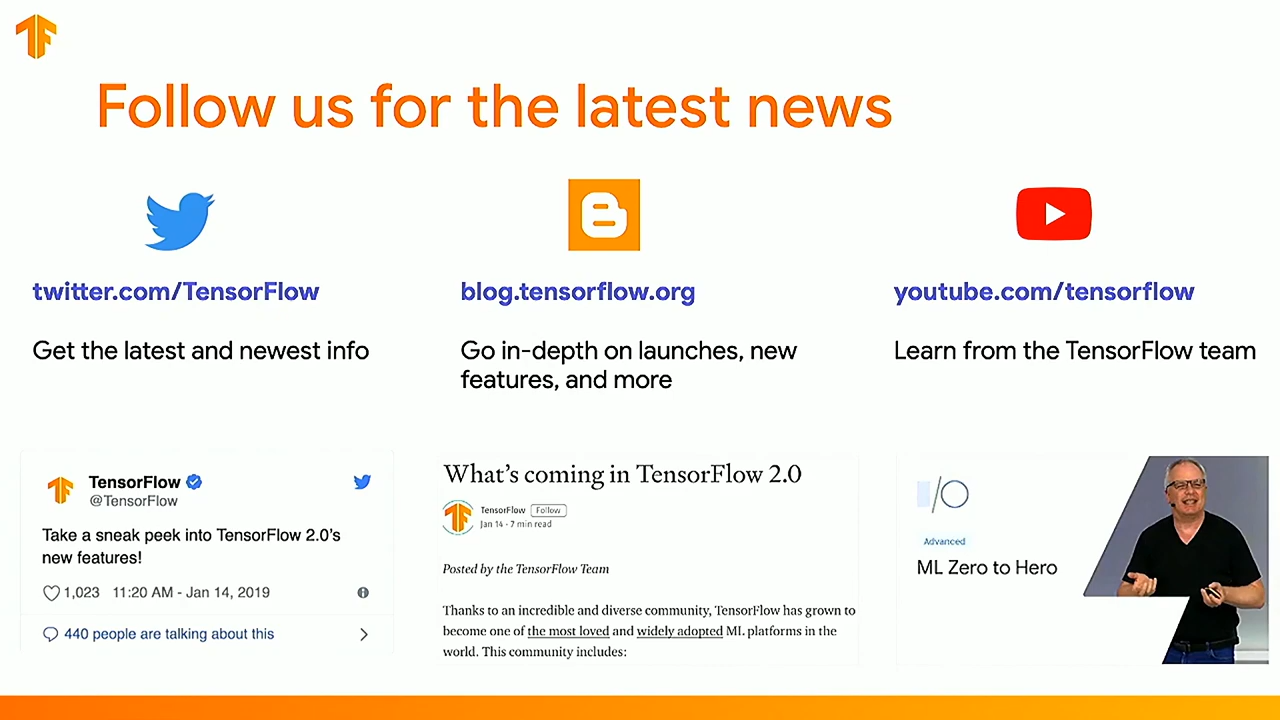 Follow us for the latest news
twitter.com/TensorFlow
Get the latest and newest info
blog.tensorflow.org
Go in-depth on launches, new
features, and more
youtube.com/tensorflow
Learn from the TensorFlow team
TensorFlow
@TensorFlow
Take a sneak peek into TensorFlow 2.0's
new features!
1,023 11:20 AM - Jan 14, 2019
440 people are talking about this
What's coming in TensorFlow 2.0
TensorFlow Follow
Jan 14 · 7 min read
Posted by the TensorFlow Team
Thanks to an incredible and diverse community, TensorFlow has grown to
become one of the most loved and widely adopted ML platforms in the
world. This community includes:
I/O
Advanced
ML Zero to Hero